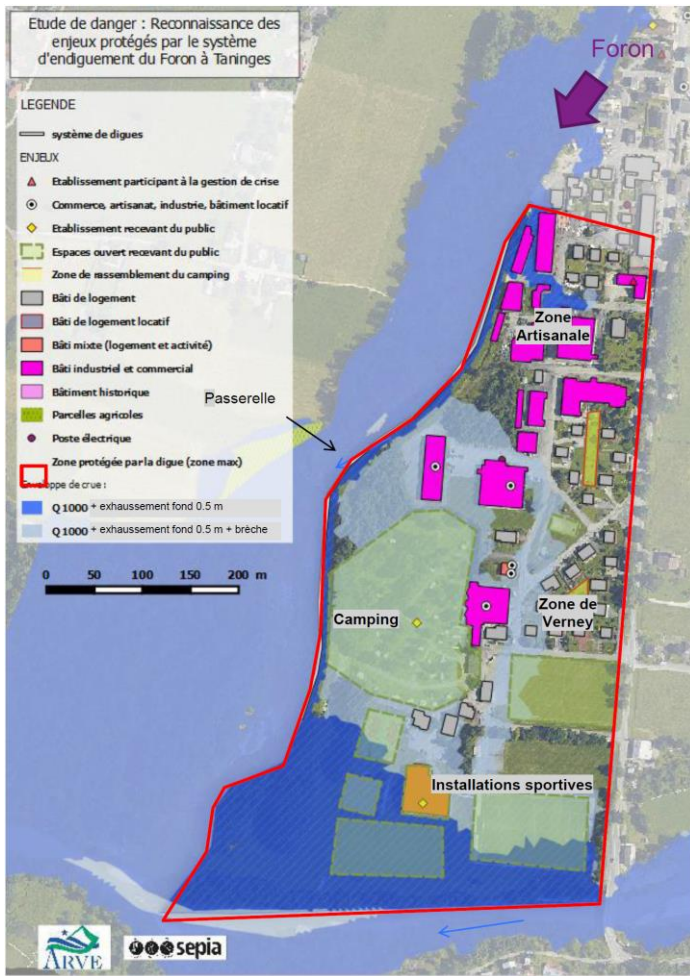 Etude de danger : Reconnaissance des
enjeux protégés par le système
d'endiguement du Foron à Taninges
Foron
LEGENDE
système de digues
ENJEUX
Etablissement participant à la gestion de crise
Commerce, artisanat, industrie, bâtiment locatif
Etablissement recevant du public
Espaces ouvert recevant du public
Zone de rassemblement du camping
Bâti de logement
Bâti de logement locatif
Bâti mixte (logement et activité)
Bâti industriel et commercial
Bâtiment historique
Parcelles agricoles
Poste électrique
Zone protégée par la digue (zone max)
Enveloppe de crue :
Q 1000 + exhaussement fond 0.5 m
Q 1000 + exhaussement fond 0.5 m + brèche
0 50 100 150 200 m
Zone
Artisanale
Passerelle
Camping
Zone de
Verney
Installations sportives
ARVE
sepia